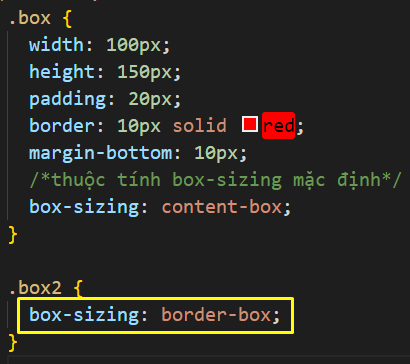 .box {
width: 100px;
height: 150px;
padding: 20px;
border: 10px solid red;
margin-bottom: 10px;
/*thuộc tính box-sizing mặc định*/
box-sizing: content-box;
}
.box2 {
box-sizing: border-box;
}